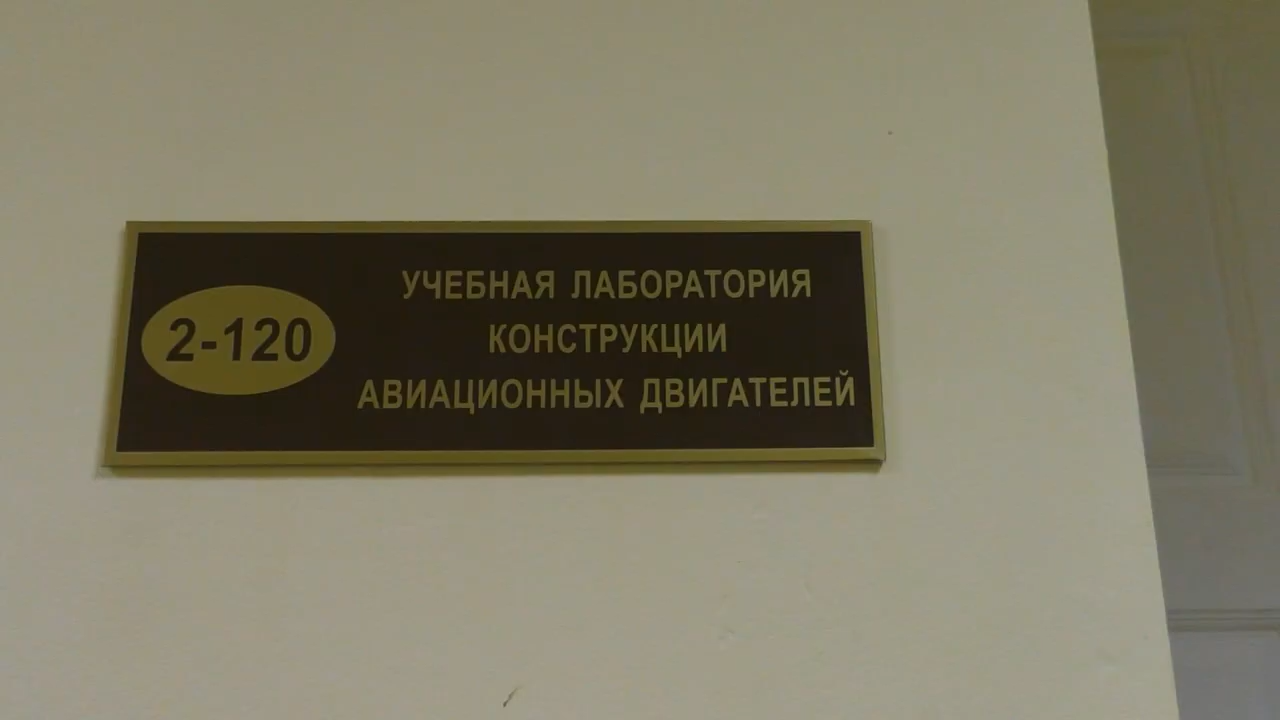 2-120
УЧЕБНАЯ ЛАБОРАТОРИЯ
КОНСТРУКЦИИ
АВИАЦИОННЫХ ДВИГАТЕЛЕЙ